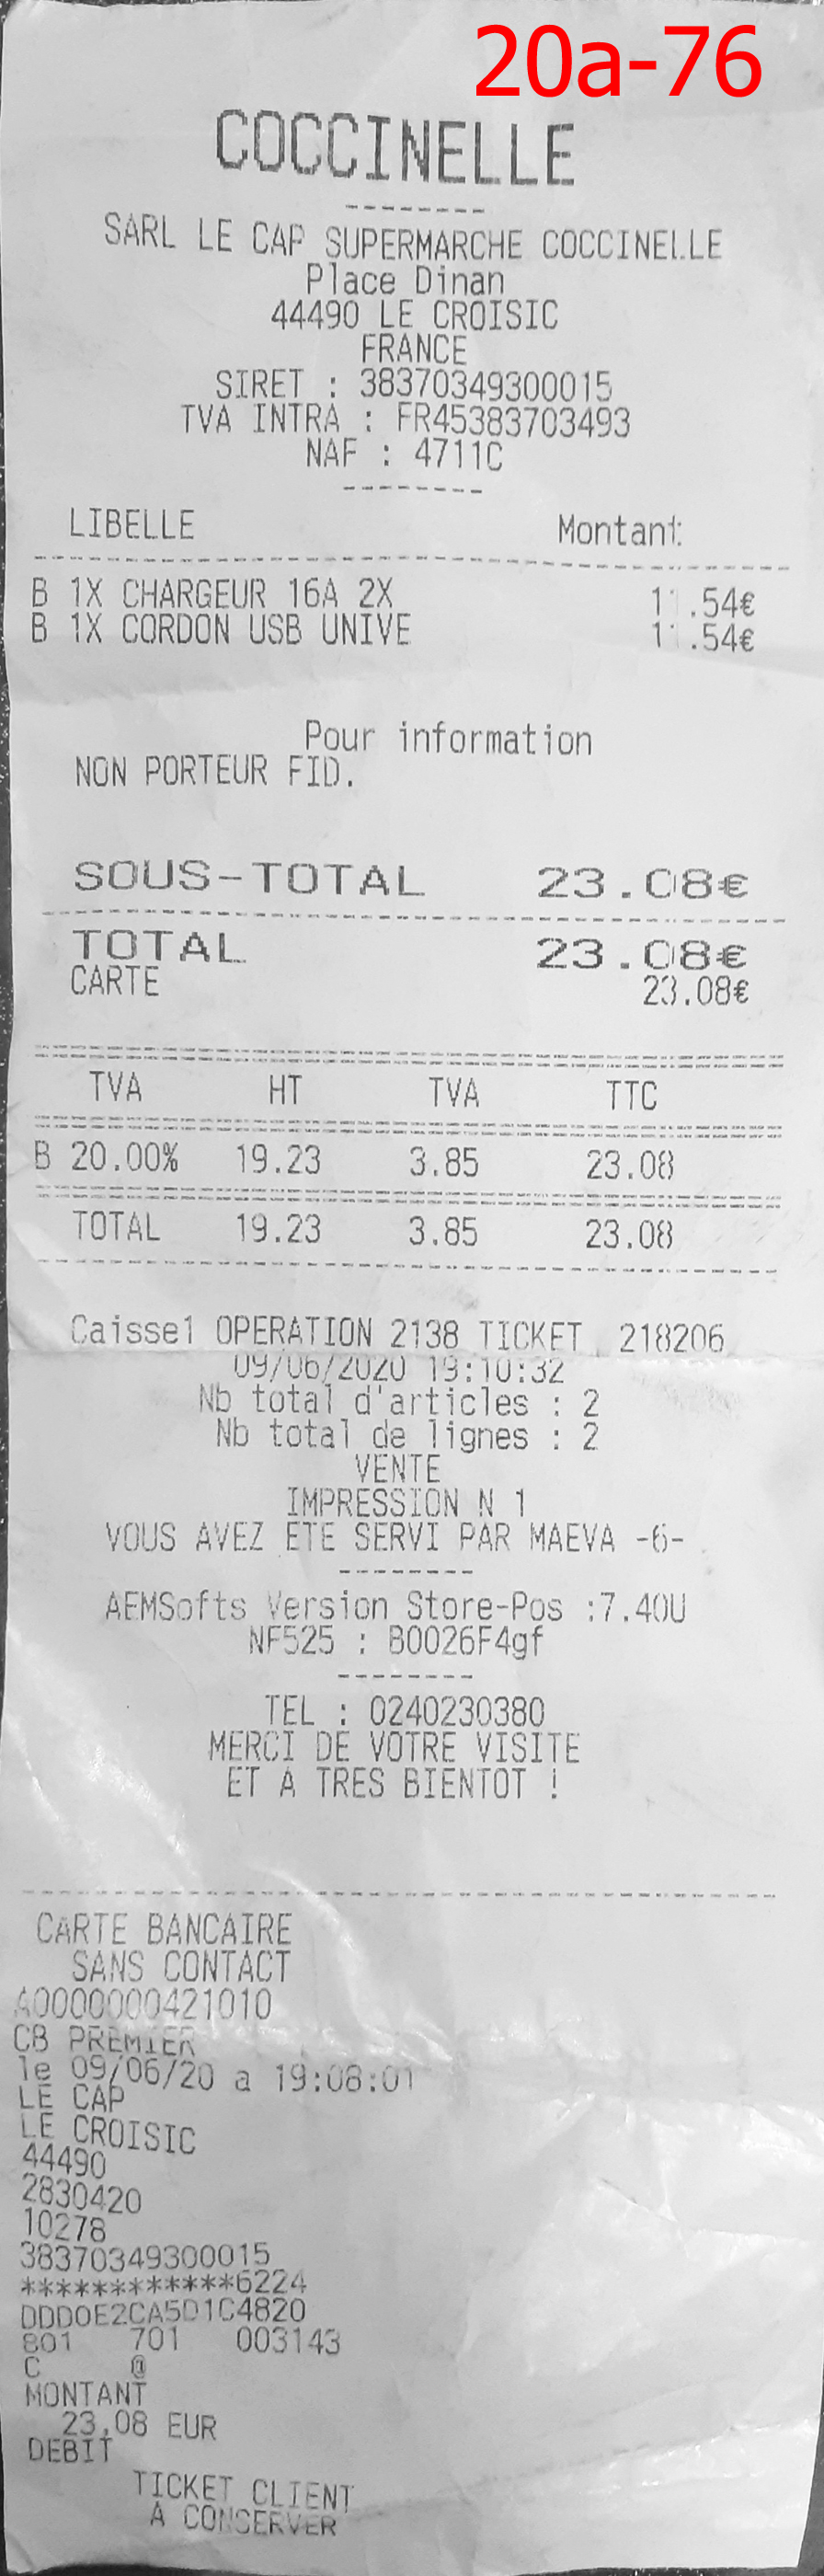 20a-76
COCCINELLE
SARL LE CAP SUPERMARCHE COCCINELLE
Place Dinan
44490 LE CROISIC
FRANCE
SIRET : 38370349300015
TVA INTRA : FR45383703493
NAF : 4711C
LIBELLE Montant
B 1X CHARGEUR 16A 2X 11.54€
B 1X CORDON USB UNIVE 11.54€
Pour information
NON PORTEUR FID.
SOUS-TOTAL 23.08€
TOTAL 23.08€
CARTE 23.08€
TVA HT TVA TTC
B 20.00% 19.23 3.85 23.08
TOTAL 19.23 3.85 23.08
Caisse1 OPERATION 2138 TICKET 218206
09/06/2020 19:10:32
Nb total d'articles : 2
Nb total de lignes : 2
VENTE
IMPRESSION N 1
VOUS AVEZ ETE SERVI PAR MAEVA -6-
AEMSofts Version Store-Pos :7.40U
NF525 : B0026F4gf
TEL : 0240230380
MERCI DE VOTRE VISITE
ET A TRES BIENTOT !
CARTE BANCAIRE
SANS CONTACT
A0000000421010
CB PREMIER
le 09/06/20 a 19:08:01
LE CAP
LE CROISIC
44490
2830420
10278
38370349300015
************6224
DDD0E2CA5D1C4820
801 701 003143
C @
MONTANT
23,08 EUR
DEBIT
TICKET CLIENT
A CONSERVER